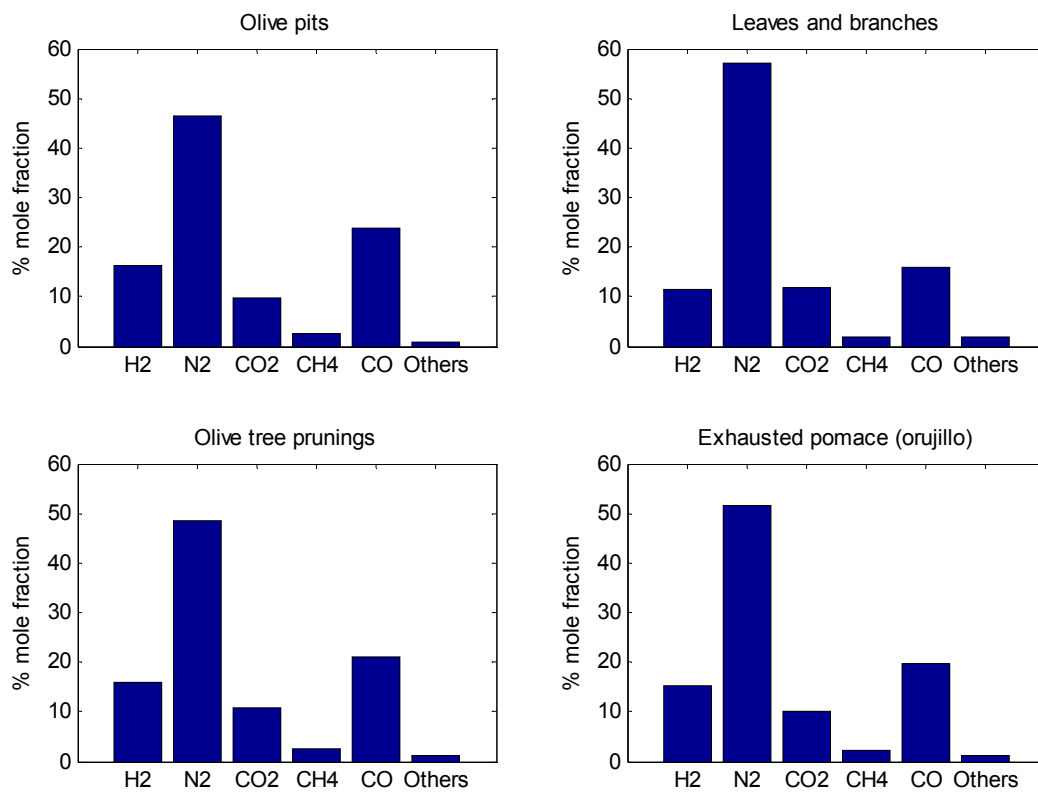 Olive pits
% mole fraction
60
50
40
30
20
10
0
H2 N2 CO2 CH4 CO Others
Leaves and branches
% mole fraction
60
50
40
30
20
10
0
H2 N2 CO2 CH4 CO Others
Olive tree prunings
% mole fraction
60
50
40
30
20
10
0
H2 N2 CO2 CH4 CO Others
Exhausted pomace (orujillo)
% mole fraction
60
50
40
30
20
10
0
H2 N2 CO2 CH4 CO Others